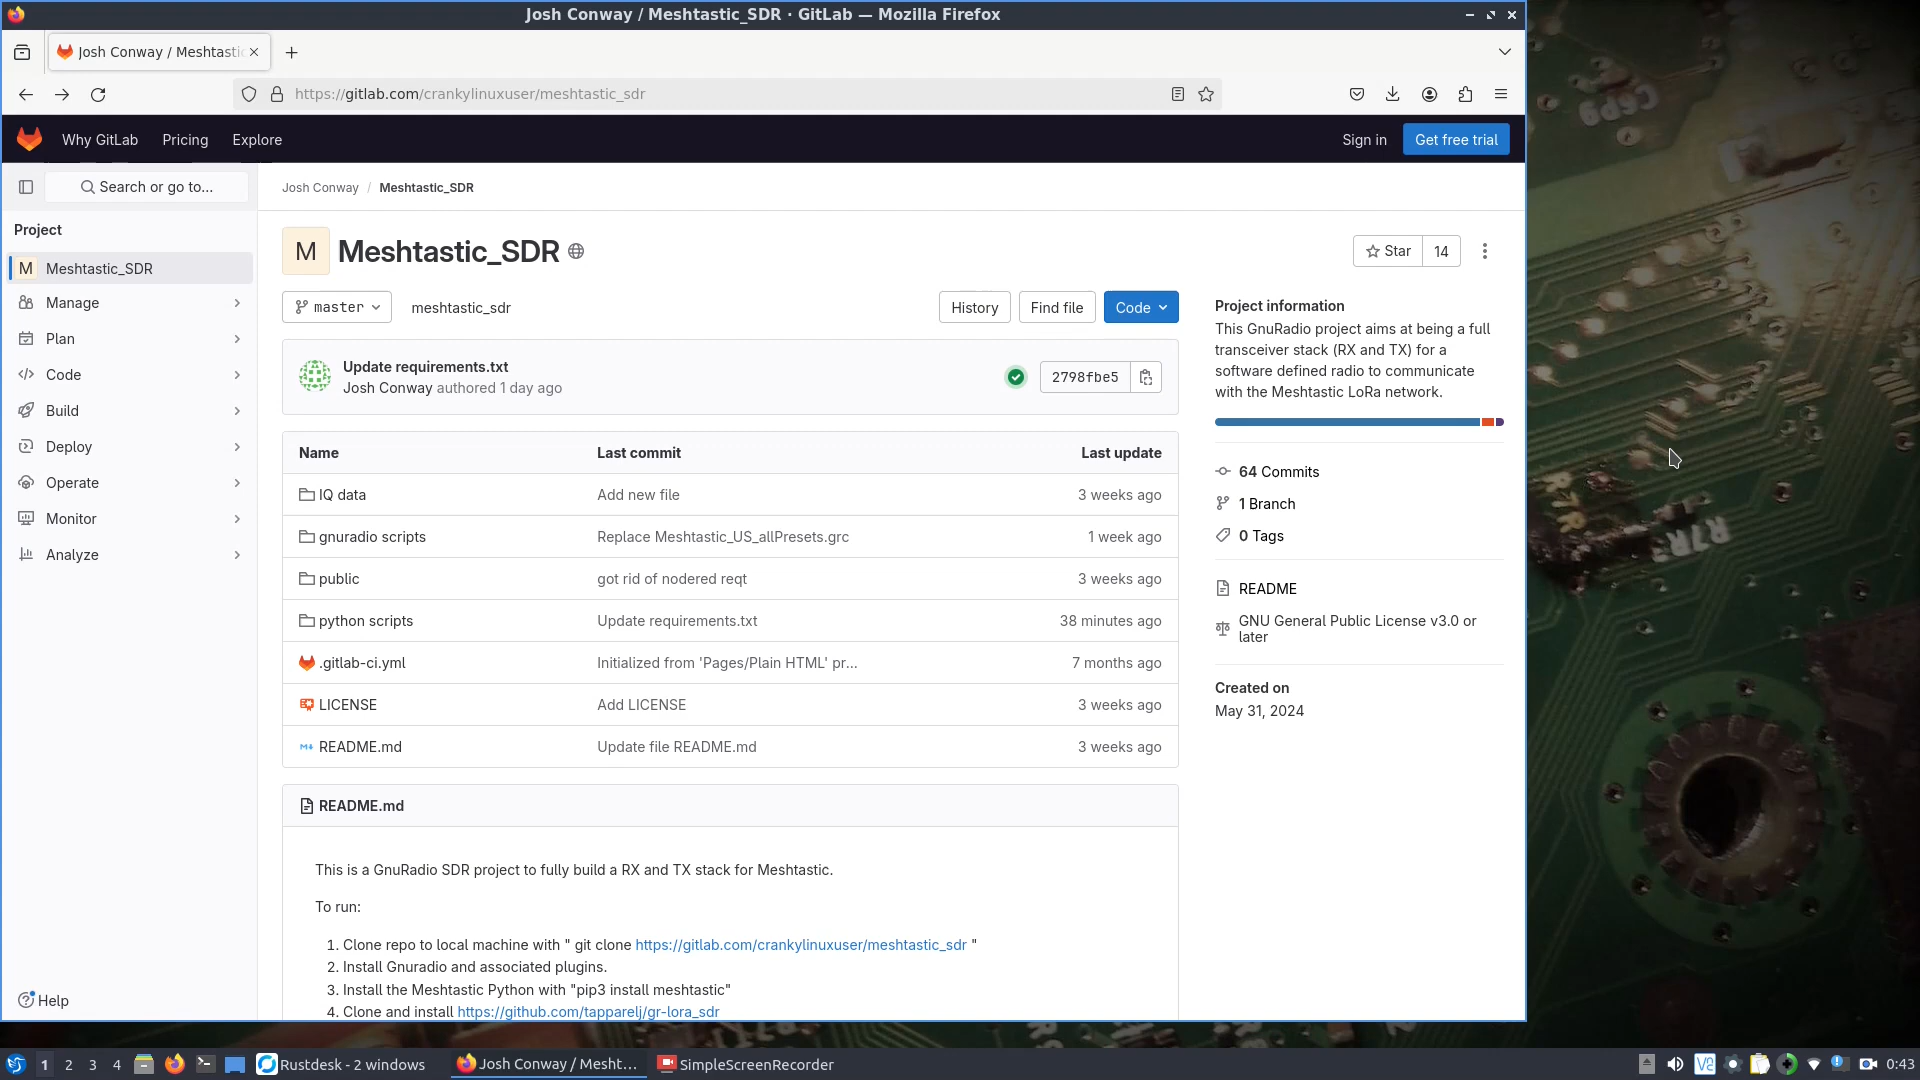 Josh Conway / Meshtastic_SDR · GitLab — Mozilla Firefox
Josh Conway / Meshtastic
https://gitlab.com/crankylinuxuser/meshtastic_sdr
Why GitLab
Pricing
Explore
Sign in
Get free trial
Search or go to...
Josh Conway / Meshtastic_SDR
Project
M Meshtastic_SDR
Manage
Plan
Code
Build
Deploy
Operate
Monitor
Analyze
Help
M Meshtastic_SDR
Star 14
master
meshtastic_sdr
History
Find file
Code
Update requirements.txt
Josh Conway authored 1 day ago
2798fbe5
Name Last commit Last update
IQ data Add new file 3 weeks ago
gnuradio scripts Replace Meshtastic_US_allPresets.grc 1 week ago
public got rid of nodered reqt 3 weeks ago
python scripts Update requirements.txt 38 minutes ago
.gitlab-ci.yml Initialized from 'Pages/Plain HTML' pr... 7 months ago
LICENSE Add LICENSE 3 weeks ago
README.md Update file README.md 3 weeks ago
README.md
This is a GnuRadio SDR project to fully build a RX and TX stack for Meshtastic.
To run:
1. Clone repo to local machine with " git clone https://gitlab.com/crankylinuxuser/meshtastic_sdr "
2. Install Gnuradio and associated plugins.
3. Install the Meshtastic Python with "pip3 install meshtastic"
4. Clone and install https://github.com/tapparelj/gr-lora_sdr
Project information
This GnuRadio project aims at being a full
transceiver stack (RX and TX) for a
software defined radio to communicate
with the Meshtastic LoRa network.
64 Commits
1 Branch
0 Tags
README
GNU General Public License v3.0 or
later
Created on
May 31, 2024
1 2 3 4
Rustdesk - 2 windows
Josh Conway / Mesht...
SimpleScreenRecorder
0:43